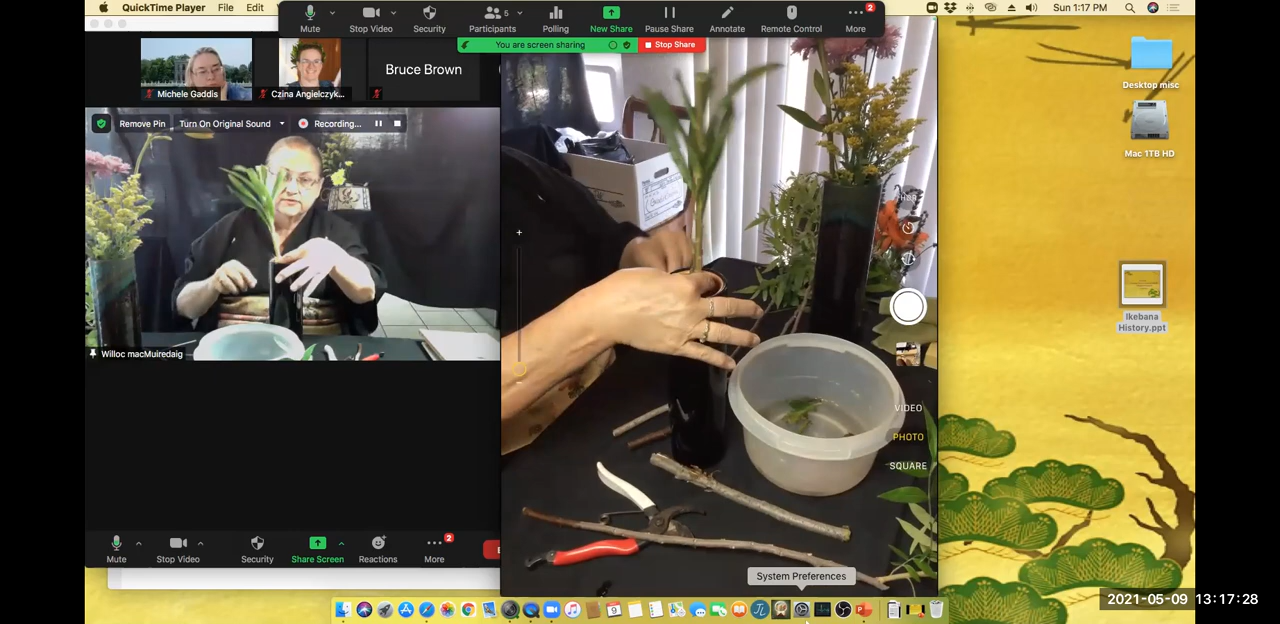 QuickTime Player File Edit
Sun 1:17 PM
Mute
Stop Video
Security
Participants
5
Polling
New Share
Pause Share
Annotate
Remote Control
More
2
You are screen sharing
Stop Share
Michele Gaddis
Czina Angielczyk...
Bruce Brown
Remove Pin
Turn On Original Sound
Recording...
Willoc macMuiredaig
VIDEO
PHOTO
SQUARE
Desktop misc
Mac 1TB HD
Ikebana
History.ppt
Mute
Stop Video
Security
Share Screen
Reactions
More
2
System Preferences
2021-05-09 13:17:28